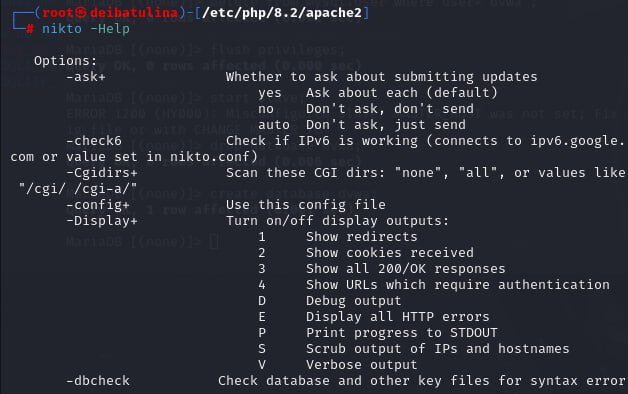 (root㉿deibatulina)-[/etc/php/8.2/apache2]
# nikto -Help
Options:
-ask+ Whether to ask about submitting updates
yes Ask about each (default)
no Don't ask, don't send
auto Don't ask, just send
-check6 Check if IPv6 is working (connects to ipv6.google.
com or value set in nikto.conf)
-Cgidirs+ Scan these CGI dirs: "none", "all", or values like
"/cgi/ /cgi-a/"
-config+ Use this config file
-Display+ Turn on/off display outputs:
1 Show redirects
2 Show cookies received
3 Show all 200/OK responses
4 Show URLs which require authentication
D Debug output
E Display all HTTP errors
P Print progress to STDOUT
S Scrub output of IPs and hostnames
V Verbose output
-dbcheck Check database and other key files for syntax error